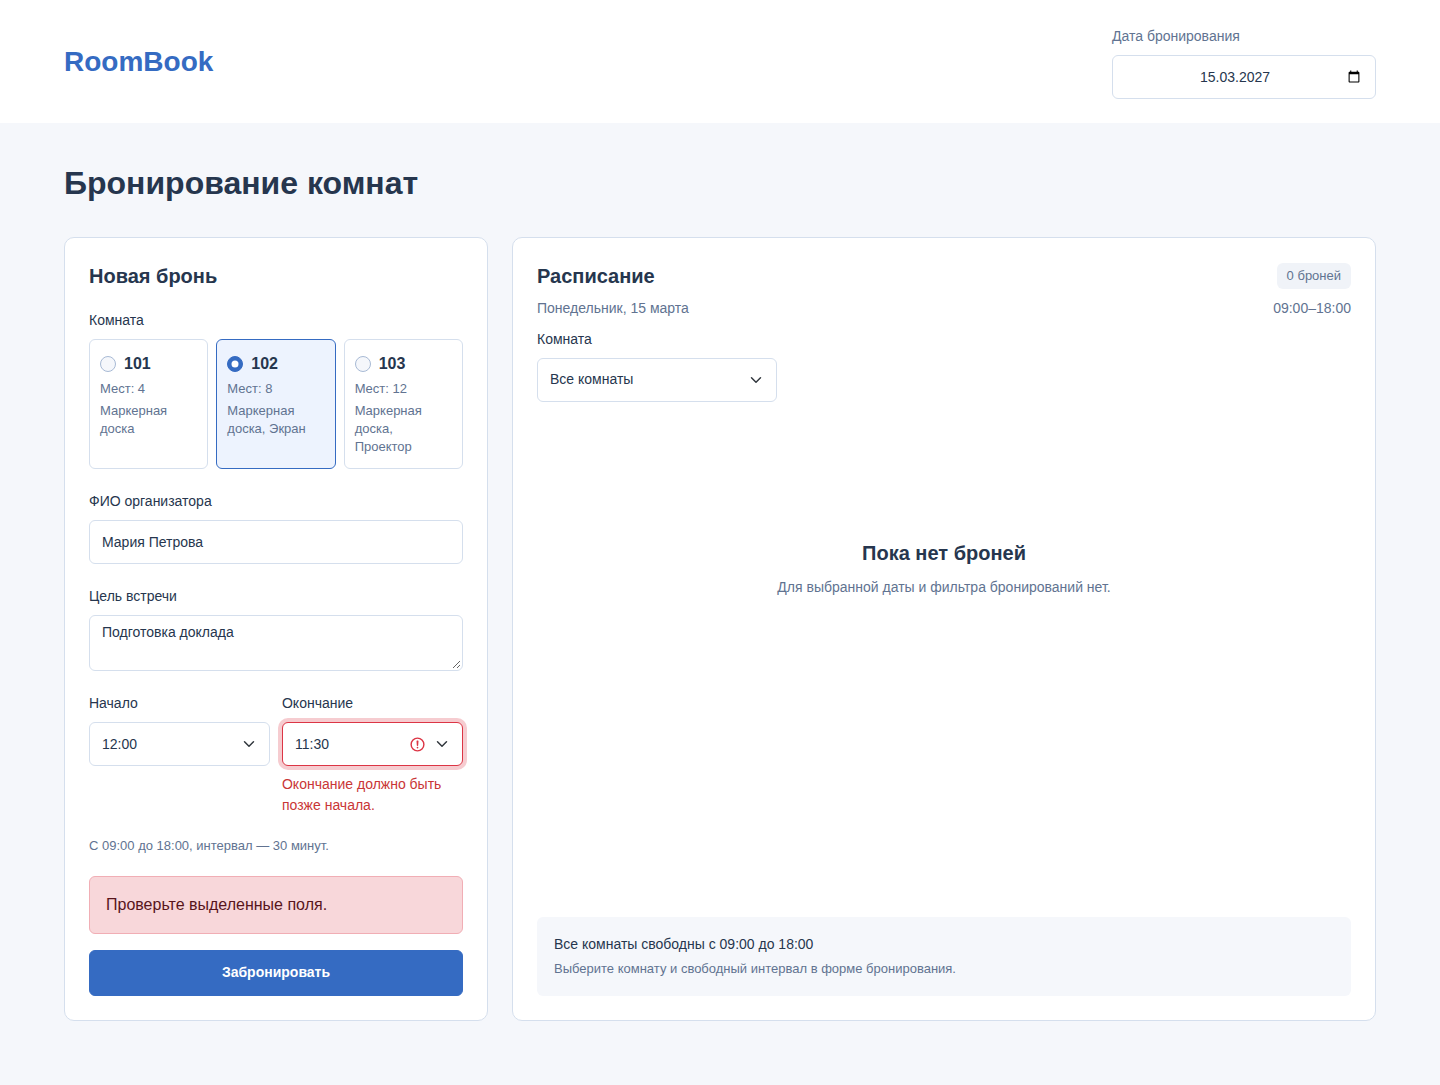 RoomBook
Дата бронирования
15.03.2027
Бронирование комнат
Новая бронь
Комната
101
Мест: 4
Маркерная
доска
102
Мест: 8
Маркерная
доска, Экран
103
Мест: 12
Маркерная
доска,
Проектор
ФИО организатора
Мария Петрова
Цель встречи
Подготовка доклада
Начало
12:00
Окончание
11:30
Окончание должно быть
позже начала.
С 09:00 до 18:00, интервал — 30 минут.
Проверьте выделенные поля.
Забронировать
Расписание
0 броней
Понедельник, 15 марта
09:00–18:00
Комната
Все комнаты
Пока нет броней
Для выбранной даты и фильтра бронирований нет.
Все комнаты свободны с 09:00 до 18:00
Выберите комнату и свободный интервал в форме бронирования.